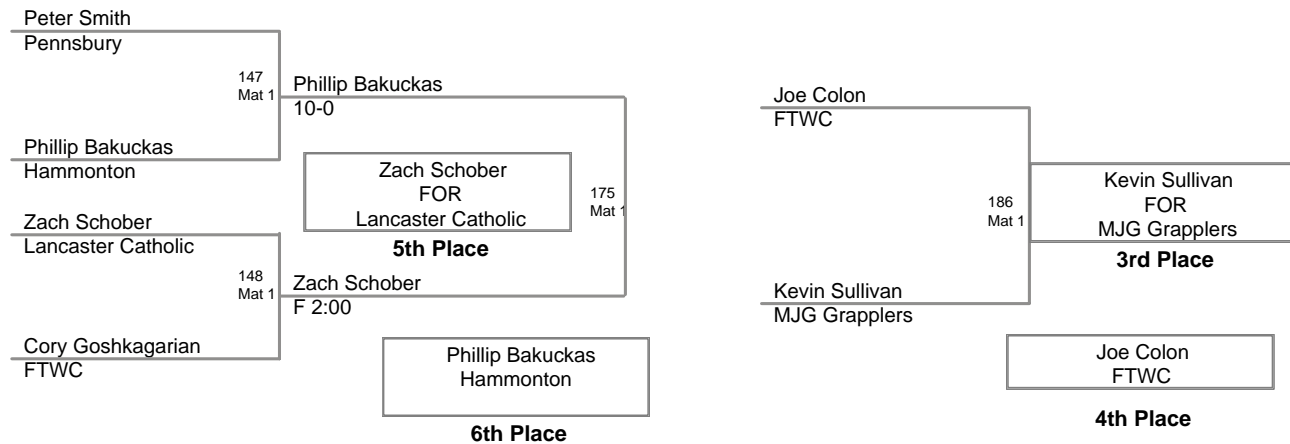 Peter Smith
Pennsbury
147
Mat 1
Phillip Bakuckas
10-0
Phillip Bakuckas
Hammonton
Zach Schober
FOR
Lancaster Catholic
5th Place
175
Mat 1
Zach Schober
Lancaster Catholic
148
Mat 1
Zach Schober
F 2:00
Cory Goshkagarian
FTWC
Phillip Bakuckas
Hammonton
6th Place
Joe Colon
FTWC
186
Mat 1
Kevin Sullivan
FOR
MJG Grapplers
3rd Place
Kevin Sullivan
MJG Grapplers
Joe Colon
FTWC
4th Place